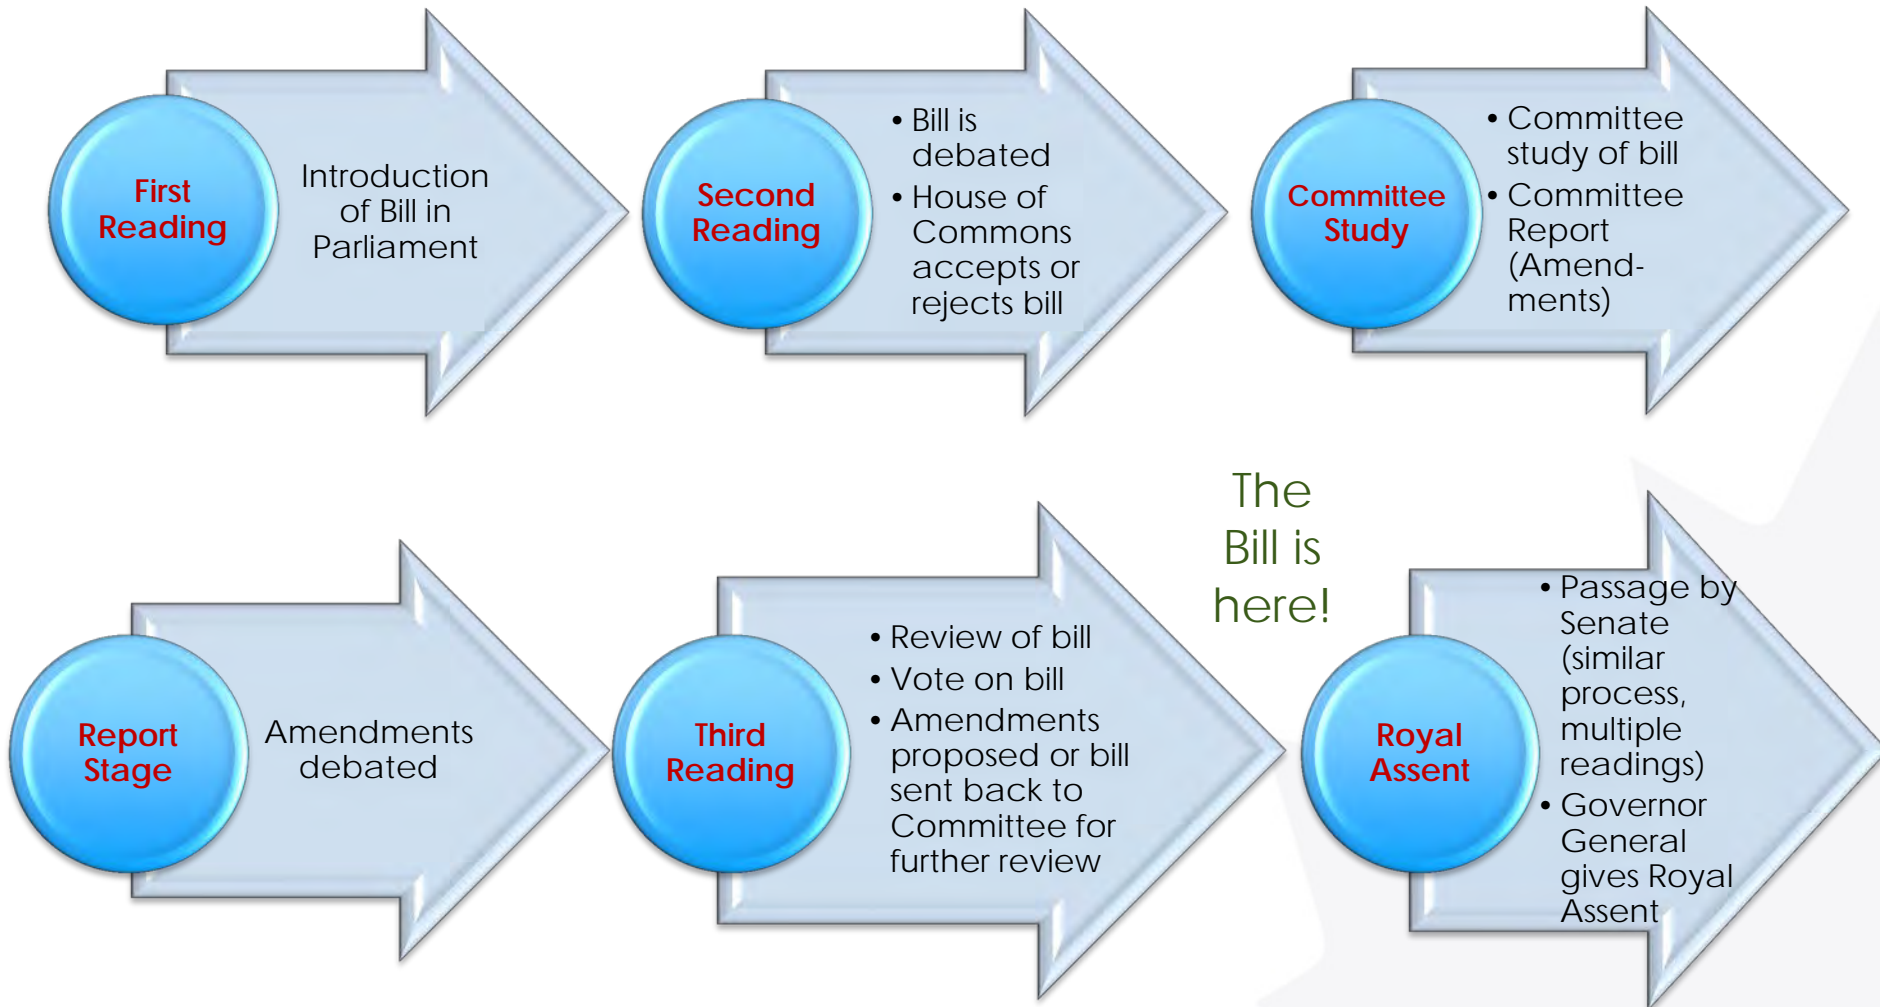 First
Reading
Introduction
of Bill in
Parliament
Second
Reading
• Bill is
debated
• House of
Commons
accepts or
rejects bill
Committee
Study
• Committee
study of bill
• Committee
Report
(Amend-
ments)
Report
Stage
Amendments
debated
Third
Reading
• Review of bill
• Vote on bill
• Amendments
proposed or bill
sent back to
Committee for
further review
The
Bill is
here!
Royal
Assent
• Passage by
Senate
(similar
process,
multiple
readings)
• Governor
General
gives Royal
Assent